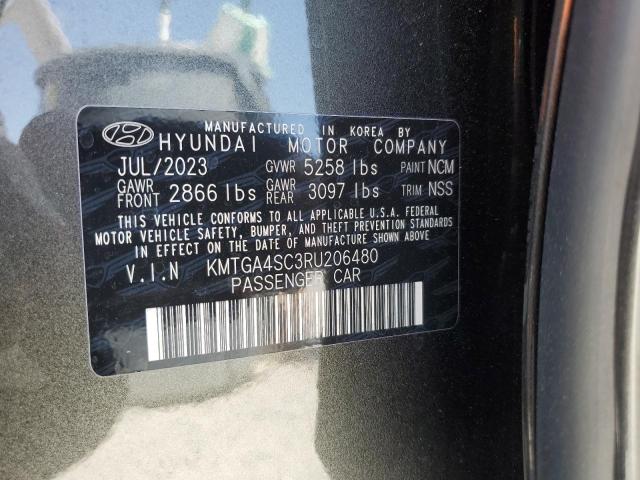 MANUFACTURED IN KOREA BY
HYUNDAI MOTOR COMPANY
JUL/2023 GVWR 5258 lbs PAINT NCM
GAWR FRONT 2866 lbs GAWR REAR 3097 lbs TRIM NSS
THIS VEHICLE CONFORMS TO ALL APPLICABLE U.S.A. FEDERAL
MOTOR VEHICLE SAFETY, BUMPER, AND THEFT PREVENTION STANDARDS
IN EFFECT ON THE DATE OF MANUFACTURE SHOWN ABOVE.
V.I.N KMTGA4SC3RU206480
PASSENGER CAR